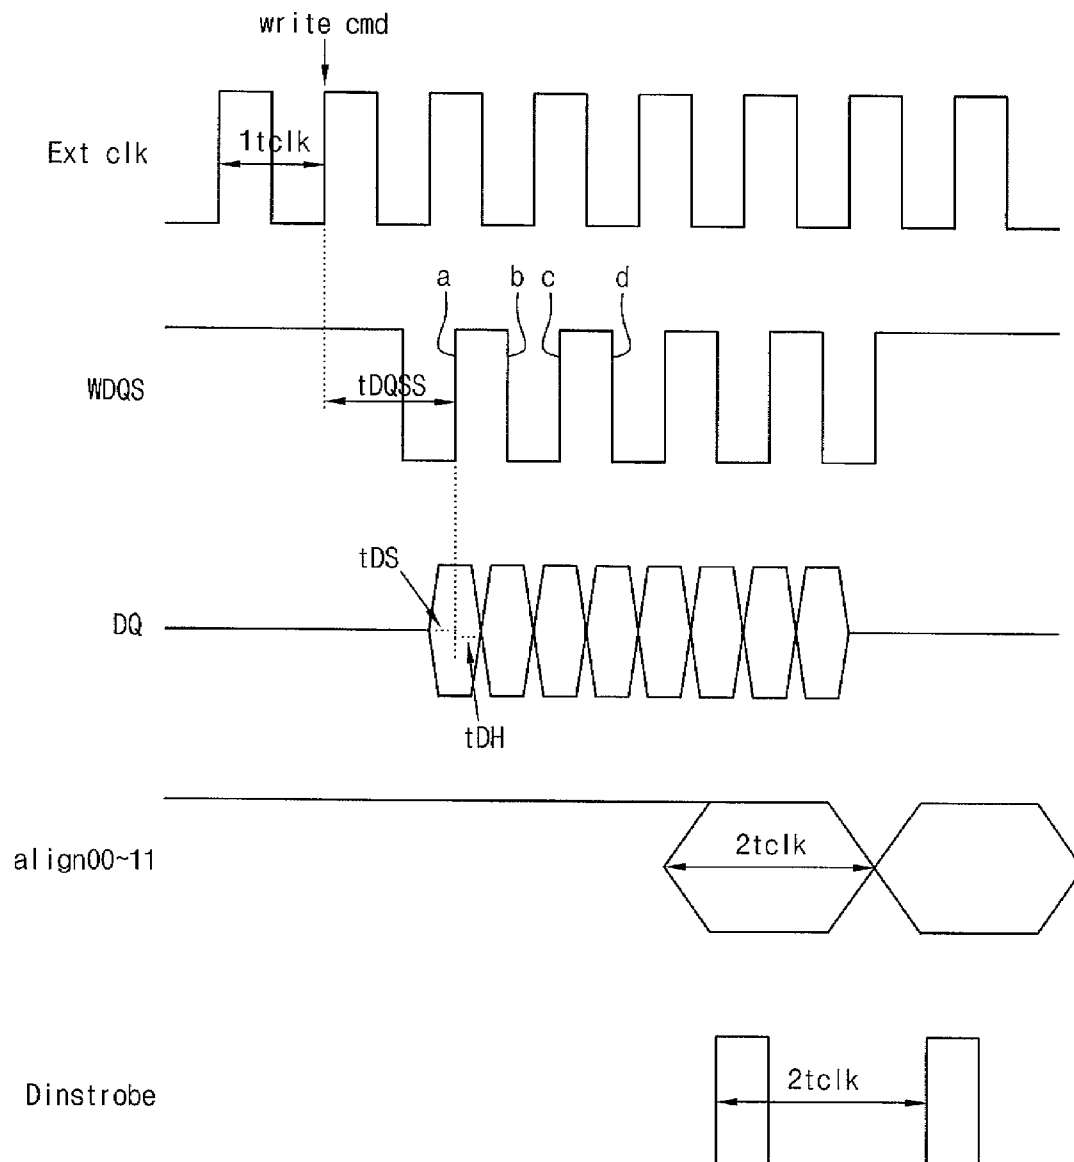 write cmd
Ext clk
1tclk
a
b
c
d
WDQS
tDQSS
tDS
DQ
tDH
align00~11
2tclk
Dinstrobe
2tclk